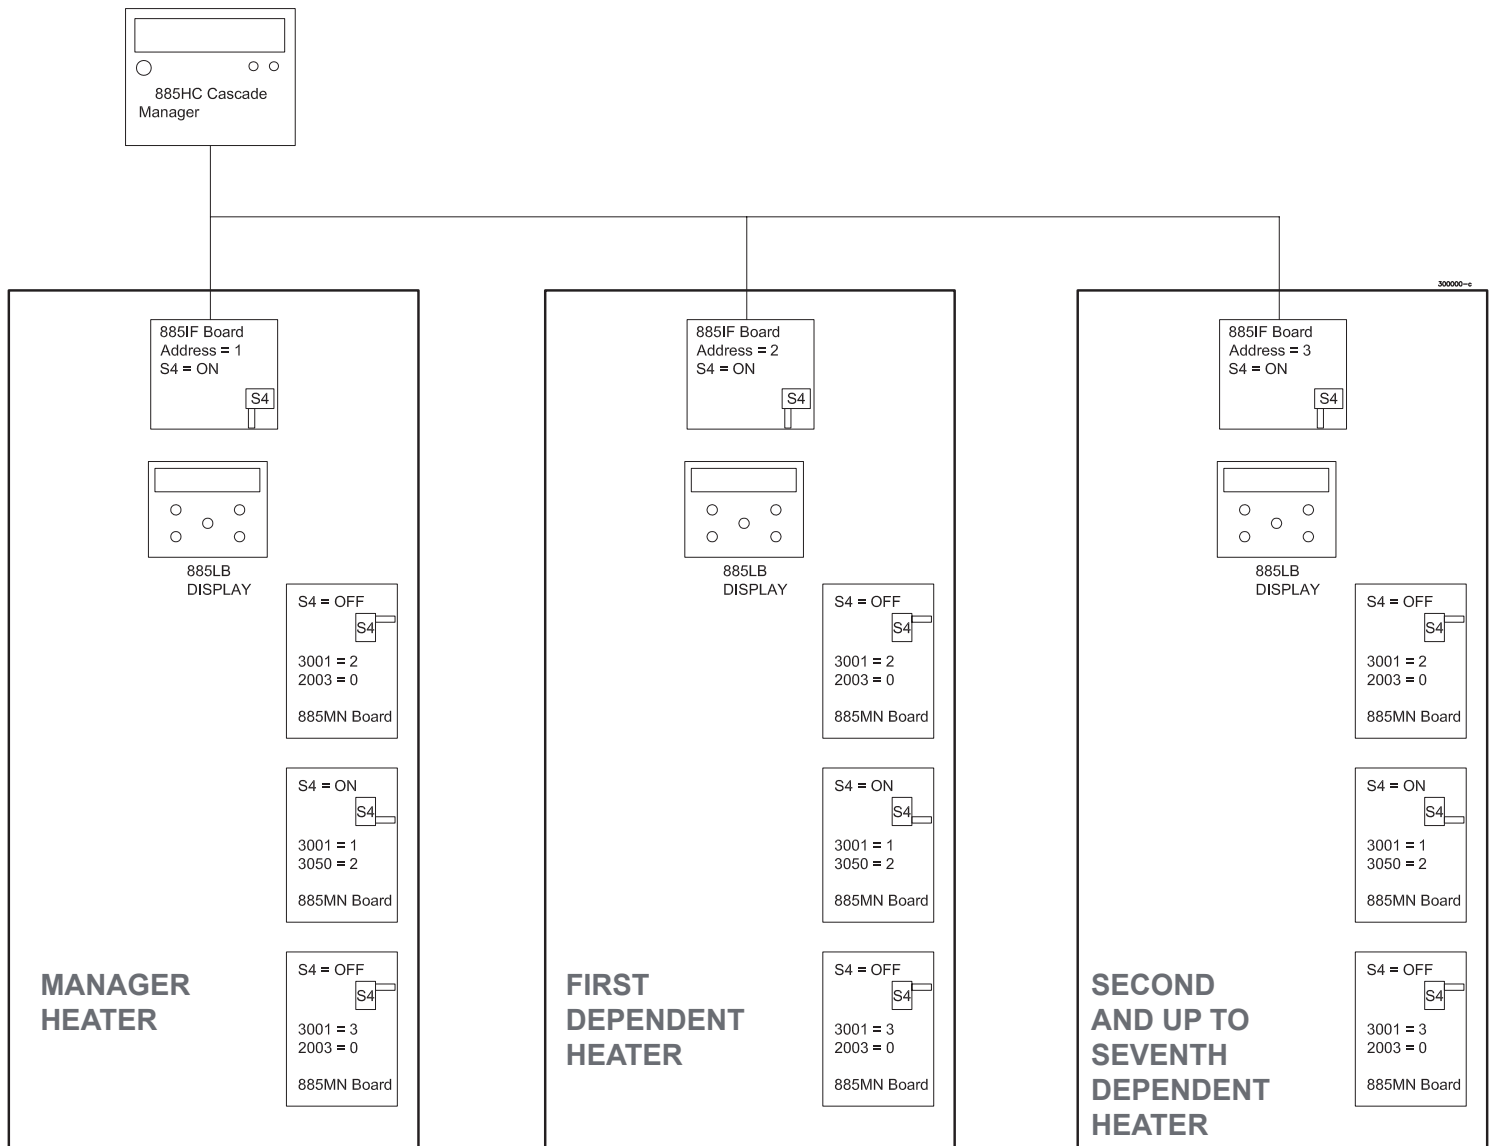 885HC Cascade
Manager
300000-c
885IF Board
Address = 1
S4 = ON
S4
885LB
DISPLAY
S4 = OFF
S4
3001 = 2
2003 = 0
885MN Board
S4 = ON
S4
3001 = 1
3050 = 2
885MN Board
S4 = OFF
S4
3001 = 3
2003 = 0
885MN Board
MANAGER
HEATER
885IF Board
Address = 2
S4 = ON
S4
885LB
DISPLAY
S4 = OFF
S4
3001 = 2
2003 = 0
885MN Board
S4 = ON
S4
3001 = 1
3050 = 2
885MN Board
S4 = OFF
S4
3001 = 3
2003 = 0
885MN Board
FIRST
DEPENDENT
HEATER
885IF Board
Address = 3
S4 = ON
S4
885LB
DISPLAY
S4 = OFF
S4
3001 = 2
2003 = 0
885MN Board
S4 = ON
S4
3001 = 1
3050 = 2
885MN Board
S4 = OFF
S4
3001 = 3
2003 = 0
885MN Board
SECOND
AND UP TO
SEVENTH
DEPENDENT
HEATER